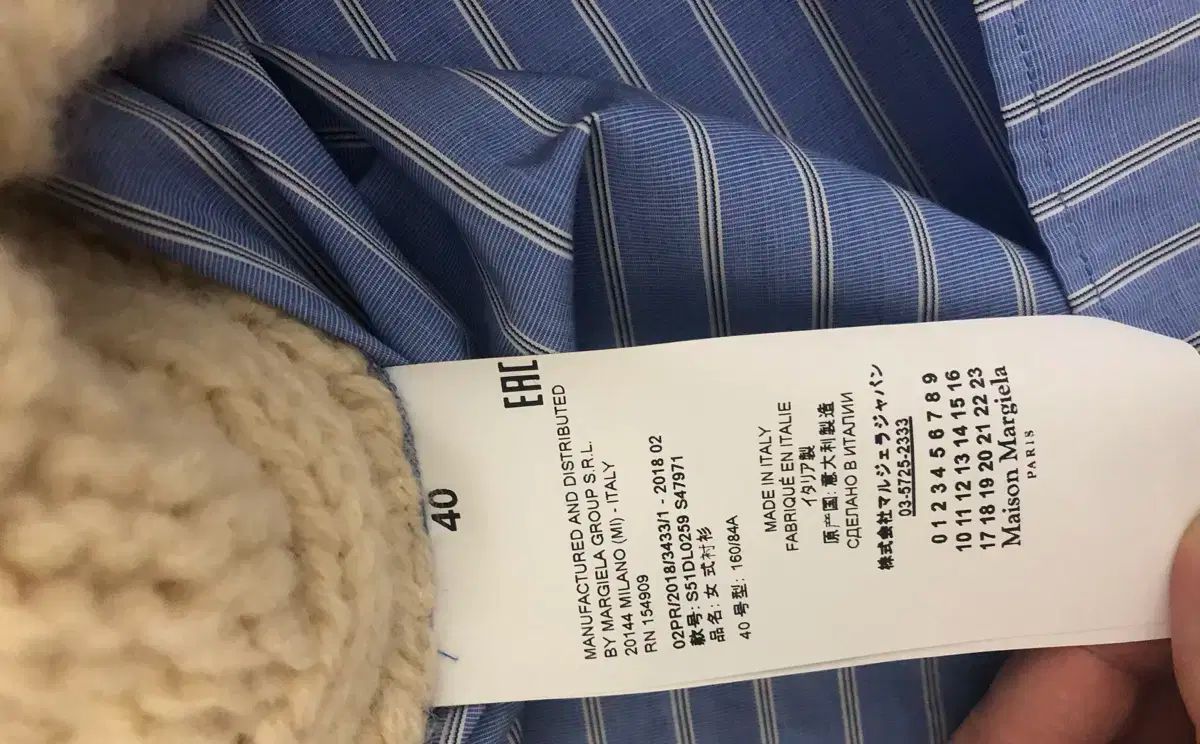 40
EAC
MANUFACTURED AND DISTRIBUTED
BY MARGIELA GROUP S.R.L.
20144 MILANO (MI) - ITALY
RN 154909
02PR/2018/3433/1 - 2018 02
款号: S51DL0259 S47971
品名: 女 式衬衫
40 号型: 160/84A
MADE IN ITALY
FABRIQUÉ EN ITALIE
イタリア製
原产国: 意大利製造
СДЕЛАНО В ИТАЛИИ
株式会社マルジェラジャパン
03-5725-2333
0 1 2 3 4 5 6 7 8 9
10 11 12 13 14 15 16
17 18 19 20 21 22 23
Maison Margiela
PARIS